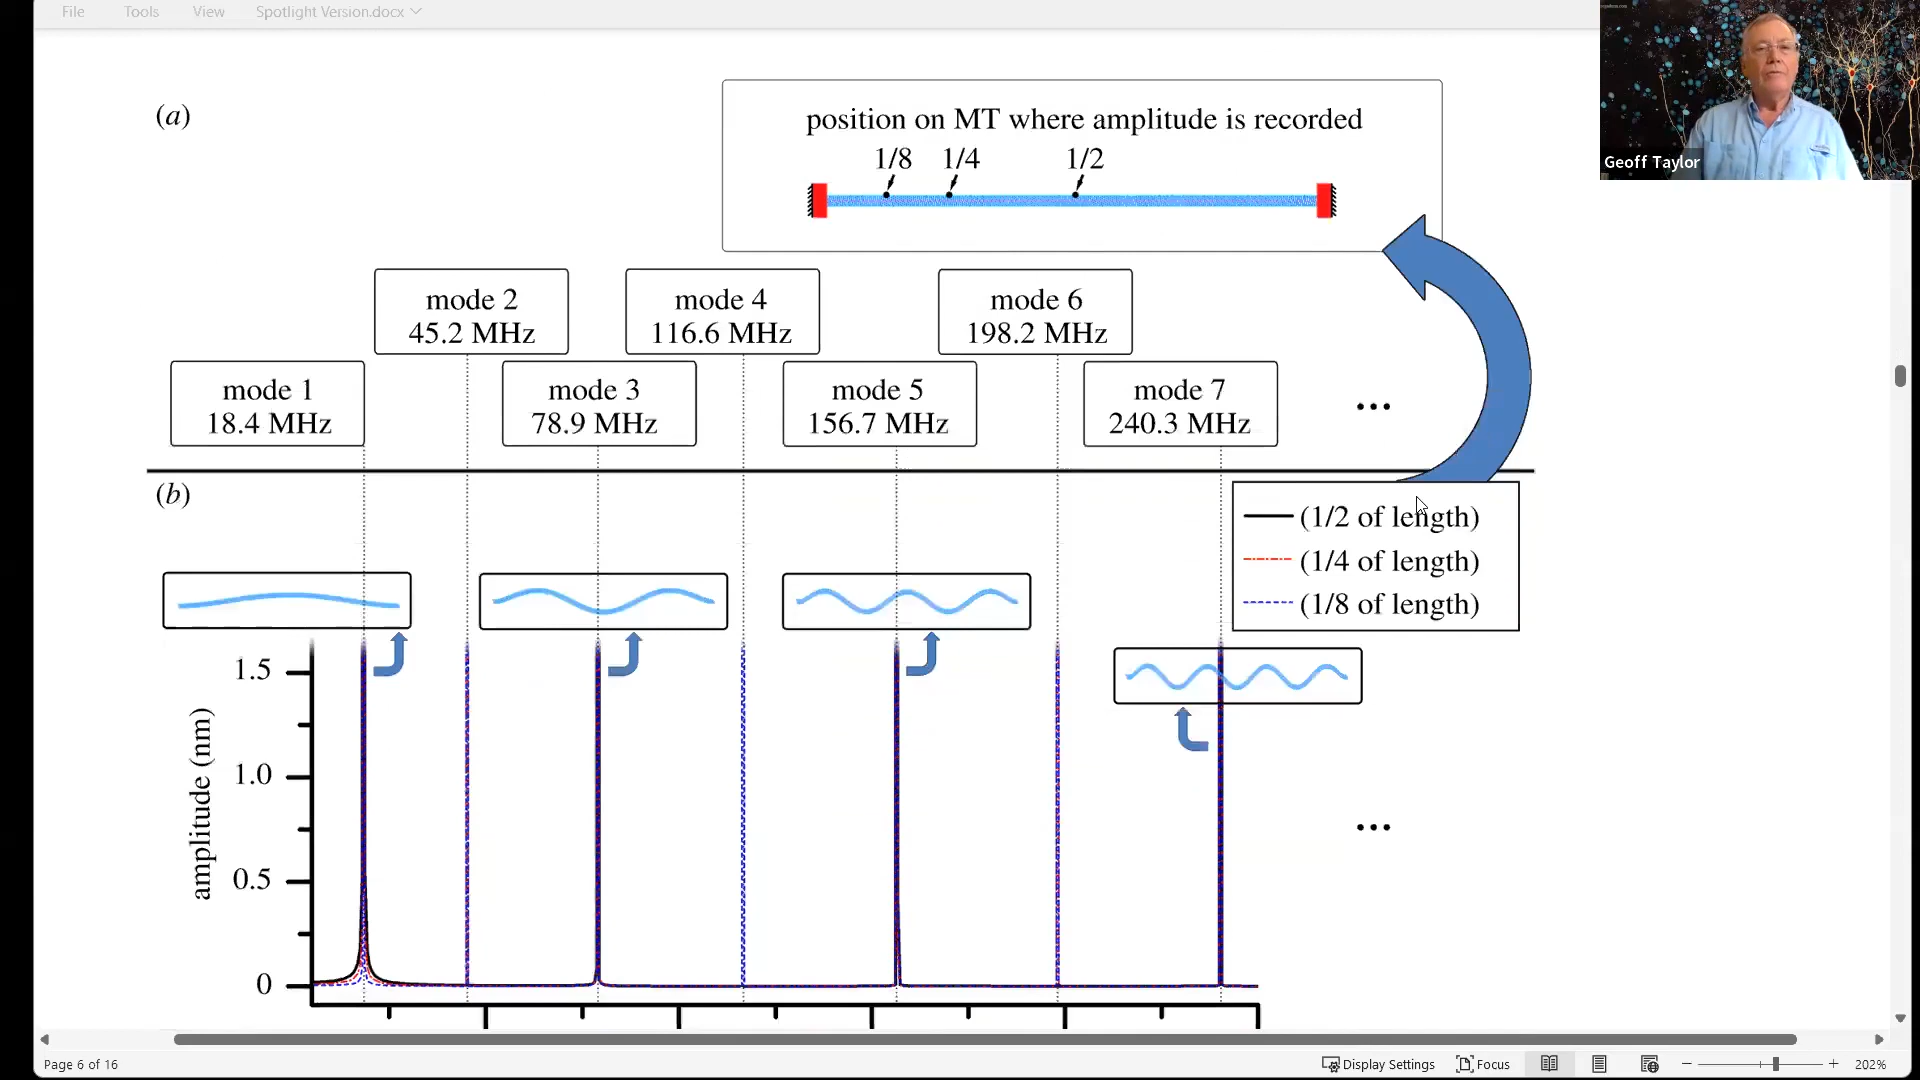 File Tools View Spotlight Version.docx
Geoff Taylor
(a)
position on MT where amplitude is recorded
1/8 1/4 1/2
mode 2
45.2 MHz
mode 4
116.6 MHz
mode 6
198.2 MHz
mode 1
18.4 MHz
mode 3
78.9 MHz
mode 5
156.7 MHz
mode 7
240.3 MHz
...
(b)
(1/2 of length)
(1/4 of length)
(1/8 of length)
amplitude (nm)
1.5
1.0
0.5
0
...
Page 6 of 16
Display Settings
Focus
202%